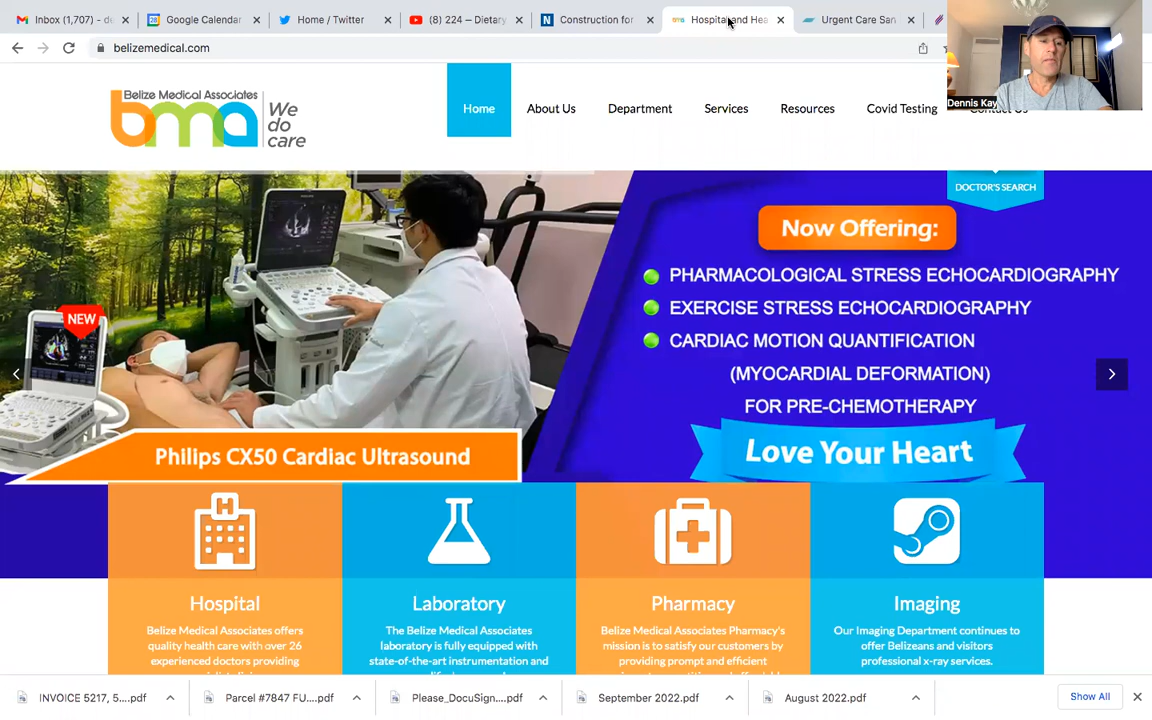 Inbox (1,707) – d
Google Calendar
Home / Twitter
(8) 224 – Dietary
Construction for
Hospital and Hea
Urgent Care San
belizemedical.com
Dennis Kay
Belize Medical Associates
bma
We
do
care
Home
About Us
Department
Services
Resources
Covid Testing
Contact Us
DOCTOR'S SEARCH
Now Offering:
PHARMACOLOGICAL STRESS ECHOCARDIOGRAPHY
EXERCISE STRESS ECHOCARDIOGRAPHY
CARDIAC MOTION QUANTIFICATION
(MYOCARDIAL DEFORMATION)
FOR PRE-CHEMOTHERAPY
Love Your Heart
NEW
Philips CX50 Cardiac Ultrasound
H
Hospital
Belize Medical Associates offers
quality health care with over 26
experienced doctors providing
Laboratory
The Belize Medical Associates
laboratory is fully equipped with
state-of-the-art instrumentation and
Pharmacy
Belize Medical Associates Pharmacy's
mission is to satisfy our customers by
providing prompt and efficient
Imaging
Our Imaging Department continues to
offer Belizeans and visitors
professional x-ray services.
INVOICE 5217, 5....pdf
Parcel #7847 FU....pdf
Please_DocuSign....pdf
September 2022.pdf
August 2022.pdf
Show All